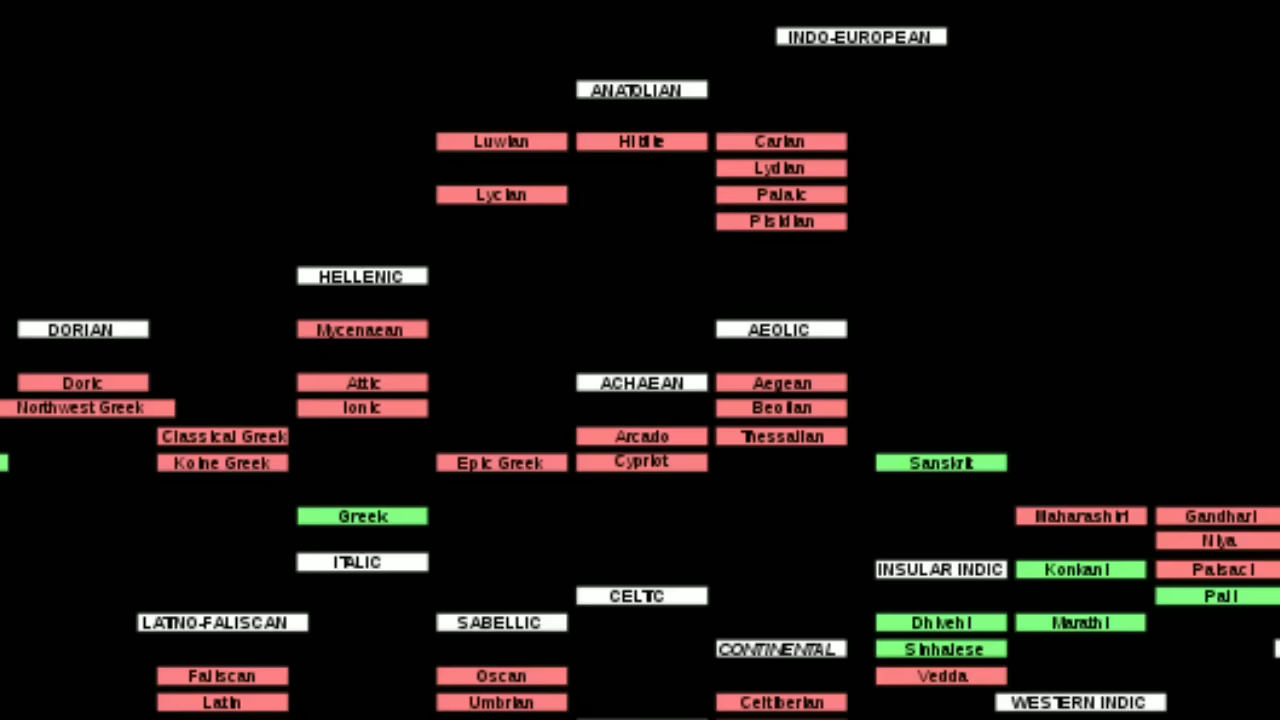 INDO-EUROPEAN
ANATOLIAN
Luwian Hittite Carian
Lydian
Lycian Palaic
Pisidian
HELLENIC
DORIAN Mycenaean AEOLIC
Doric Attic ACHAEAN Aegean
Northwest Greek Ionic Beotian
Classical Greek Arcado Thessalian
Koine Greek Epic Greek Cypriot Sanskrit
Greek Maharashtri Gandhari
Niya
ITALIC INSULAR INDIC Konkani Paisaci
CELTC Pali
LATNO-FALISCAN SABELLIC Dhivehi Marathi
CONTINENTAL Sinhalese
Faliscan Oscan Vedda
Latin Umbrian Celtiberian WESTERN INDIC